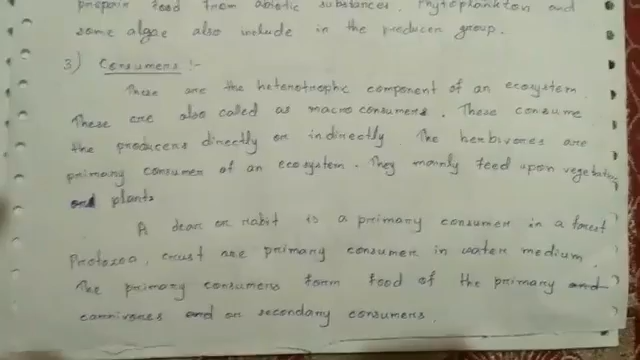 prepair food from abiotic substances. Phytoplankton and
some algae also include in the producer group.
3) Consumers :-
These are the heterotrophc component of an ecosystem.
These are also called as macro consumers. These consume
the producers directly or indirectly. The herbivores are
primary consumer of an ecosystem. They mainly feed upon vegetation
and plants
A dear or rabit is a primary consumer in a forest
Protozoa, crust are primary consumer in water medium.
The primary consumers form food of the primary and
carnivores and or secondary consumers.